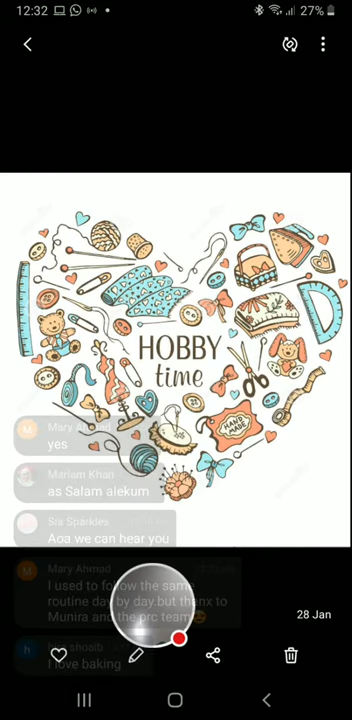 12:32
27%
HOBBY
time
HAND
MADE
Mary Ahmad
yes
Mariam Khan
as Salam alekum
Sra Sparkles
Aoa we can hear you
Mary Ahmad
I used to follow the same
routine day by day.but thanx to
Munira and the prc team
28 Jan
shoaib
I love baking